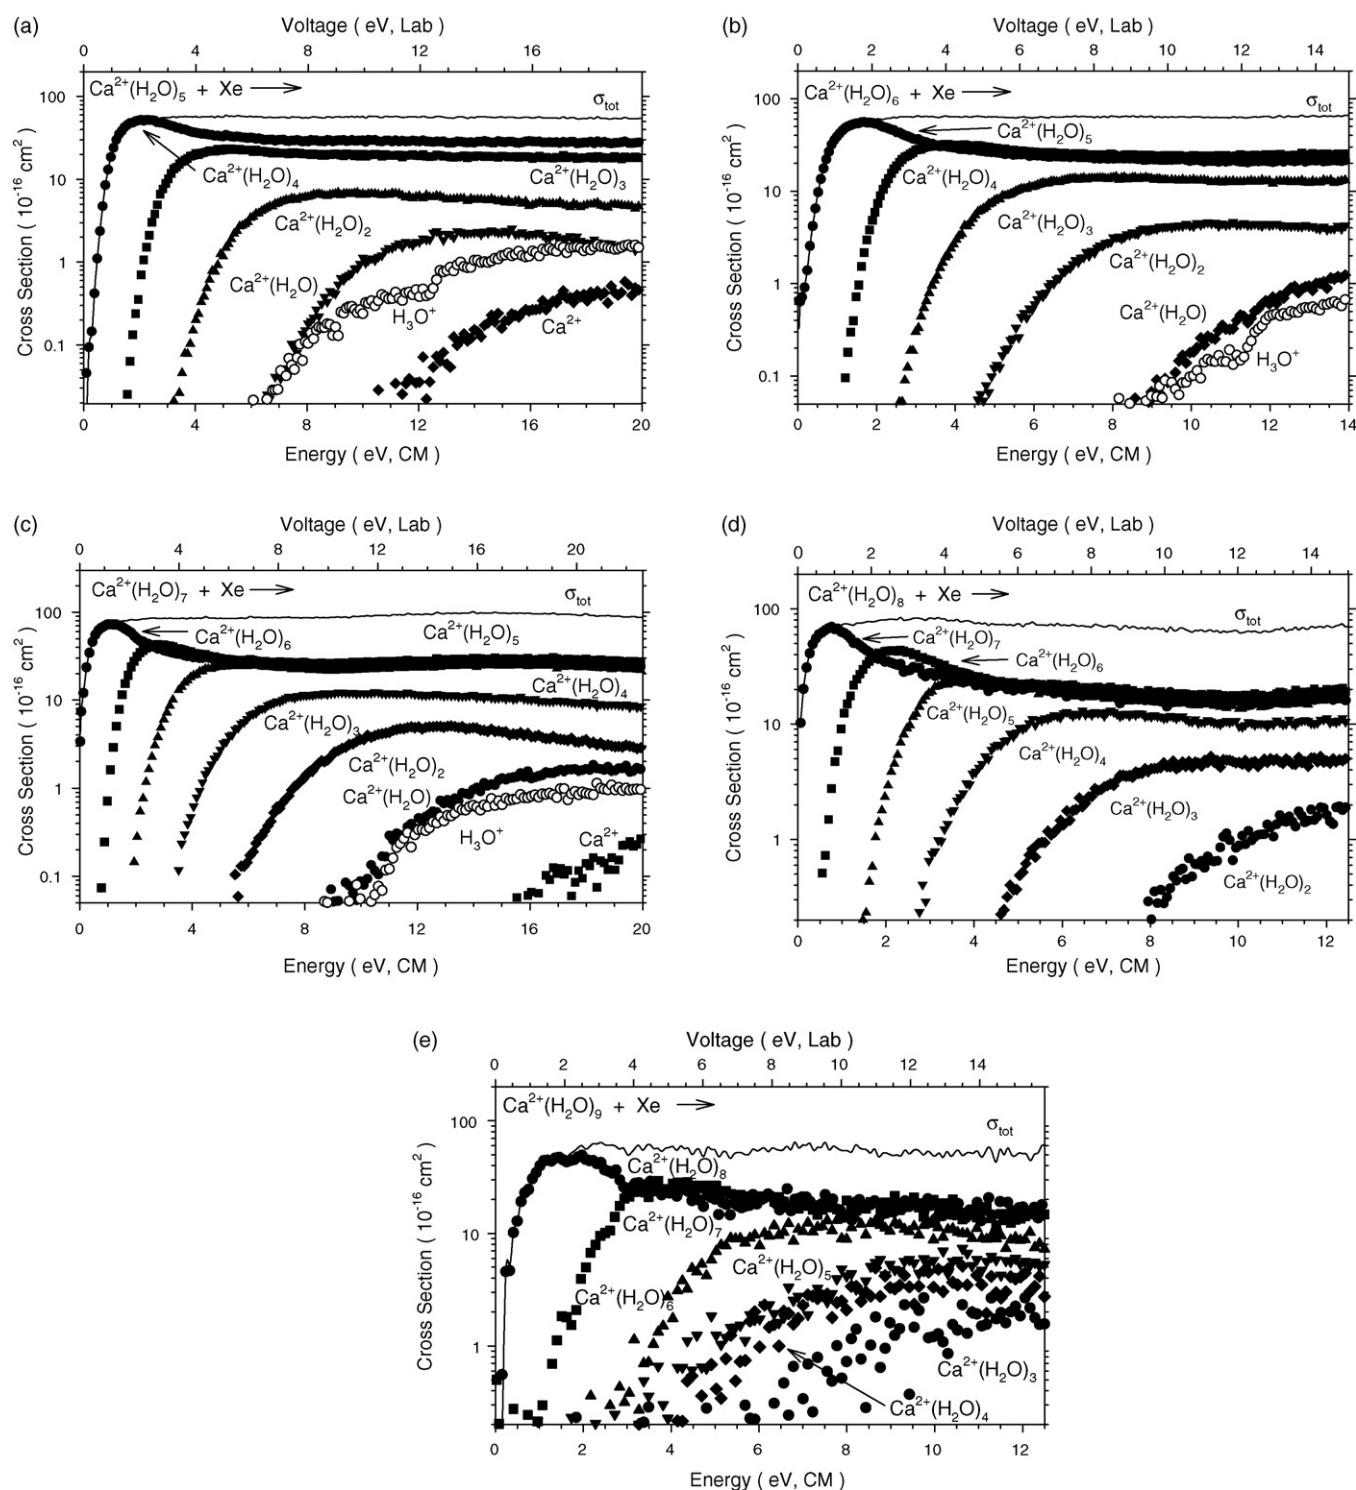 (a)
Voltage ( eV, Lab)
0 4 8 12 16
Ca²⁺(H₂O)₅ + Xe ⟶
σtot
100
10
1
0.1
Cross Section ( 10⁻¹⁶ cm²)
Ca²⁺(H₂O)₄
Ca²⁺(H₂O)₃
Ca²⁺(H₂O)₂
Ca²⁺(H₂O)
H₃O⁺
Ca²⁺
0 4 8 12 16 20
Energy ( eV, CM )
(b)
Voltage ( eV, Lab)
0 2 4 6 8 10 12 14
Ca²⁺(H₂O)₆ + Xe ⟶
σtot
100
10
1
0.1
Cross Section ( 10⁻¹⁶ cm²)
Ca²⁺(H₂O)₅
Ca²⁺(H₂O)₄
Ca²⁺(H₂O)₃
Ca²⁺(H₂O)₂
Ca²⁺(H₂O)
H₃O⁺
0 2 4 6 8 10 12 14
Energy ( eV, CM )
(c)
Voltage ( eV, Lab)
0 4 8 12 16 20
Ca²⁺(H₂O)₇ + Xe ⟶
σtot
100
10
1
0.1
Cross Section ( 10⁻¹⁶ cm²)
Ca²⁺(H₂O)₆
Ca²⁺(H₂O)₅
Ca²⁺(H₂O)₄
Ca²⁺(H₂O)₃
Ca²⁺(H₂O)₂
Ca²⁺(H₂O)
H₃O⁺
Ca²⁺
0 4 8 12 16 20
Energy ( eV, CM )
(d)
Voltage ( eV, Lab)
0 2 4 6 8 10 12 14
Ca²⁺(H₂O)₈ + Xe ⟶
σtot
100
10
1
Cross Section ( 10⁻¹⁶ cm²)
Ca²⁺(H₂O)₇
Ca²⁺(H₂O)₆
Ca²⁺(H₂O)₅
Ca²⁺(H₂O)₄
Ca²⁺(H₂O)₃
Ca²⁺(H₂O)₂
0 2 4 6 8 10 12
Energy ( eV, CM )
(e)
Voltage ( eV, Lab)
0 2 4 6 8 10 12 14
Ca²⁺(H₂O)₉ + Xe ⟶
σtot
100
10
1
Cross Section ( 10⁻¹⁶ cm²)
Ca²⁺(H₂O)₈
Ca²⁺(H₂O)₇
Ca²⁺(H₂O)₅
Ca²⁺(H₂O)₆
Ca²⁺(H₂O)₃
Ca²⁺(H₂O)₄
0 2 4 6 8 10 12
Energy ( eV, CM )